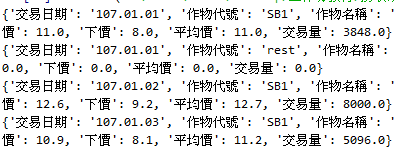 {'交易日期': '107.01.01', '作物代號': 'SB1', '作物名稱': '
價': 11.0, '下價': 8.0, '平均價': 11.0, '交易量': 3848.0}
{'交易日期': '107.01.01', '作物代號': 'rest', '作物名稱':
0.0, '下價': 0.0, '平均價': 0.0, '交易量': 0.0}
{'交易日期': '107.01.02', '作物代號': 'SB1', '作物名稱': '
價': 12.6, '下價': 9.2, '平均價': 12.7, '交易量': 8000.0}
{'交易日期': '107.01.03', '作物代號': 'SB1', '作物名稱': '
價': 10.9, '下價': 8.1, '平均價': 11.2, '交易量': 5096.0}